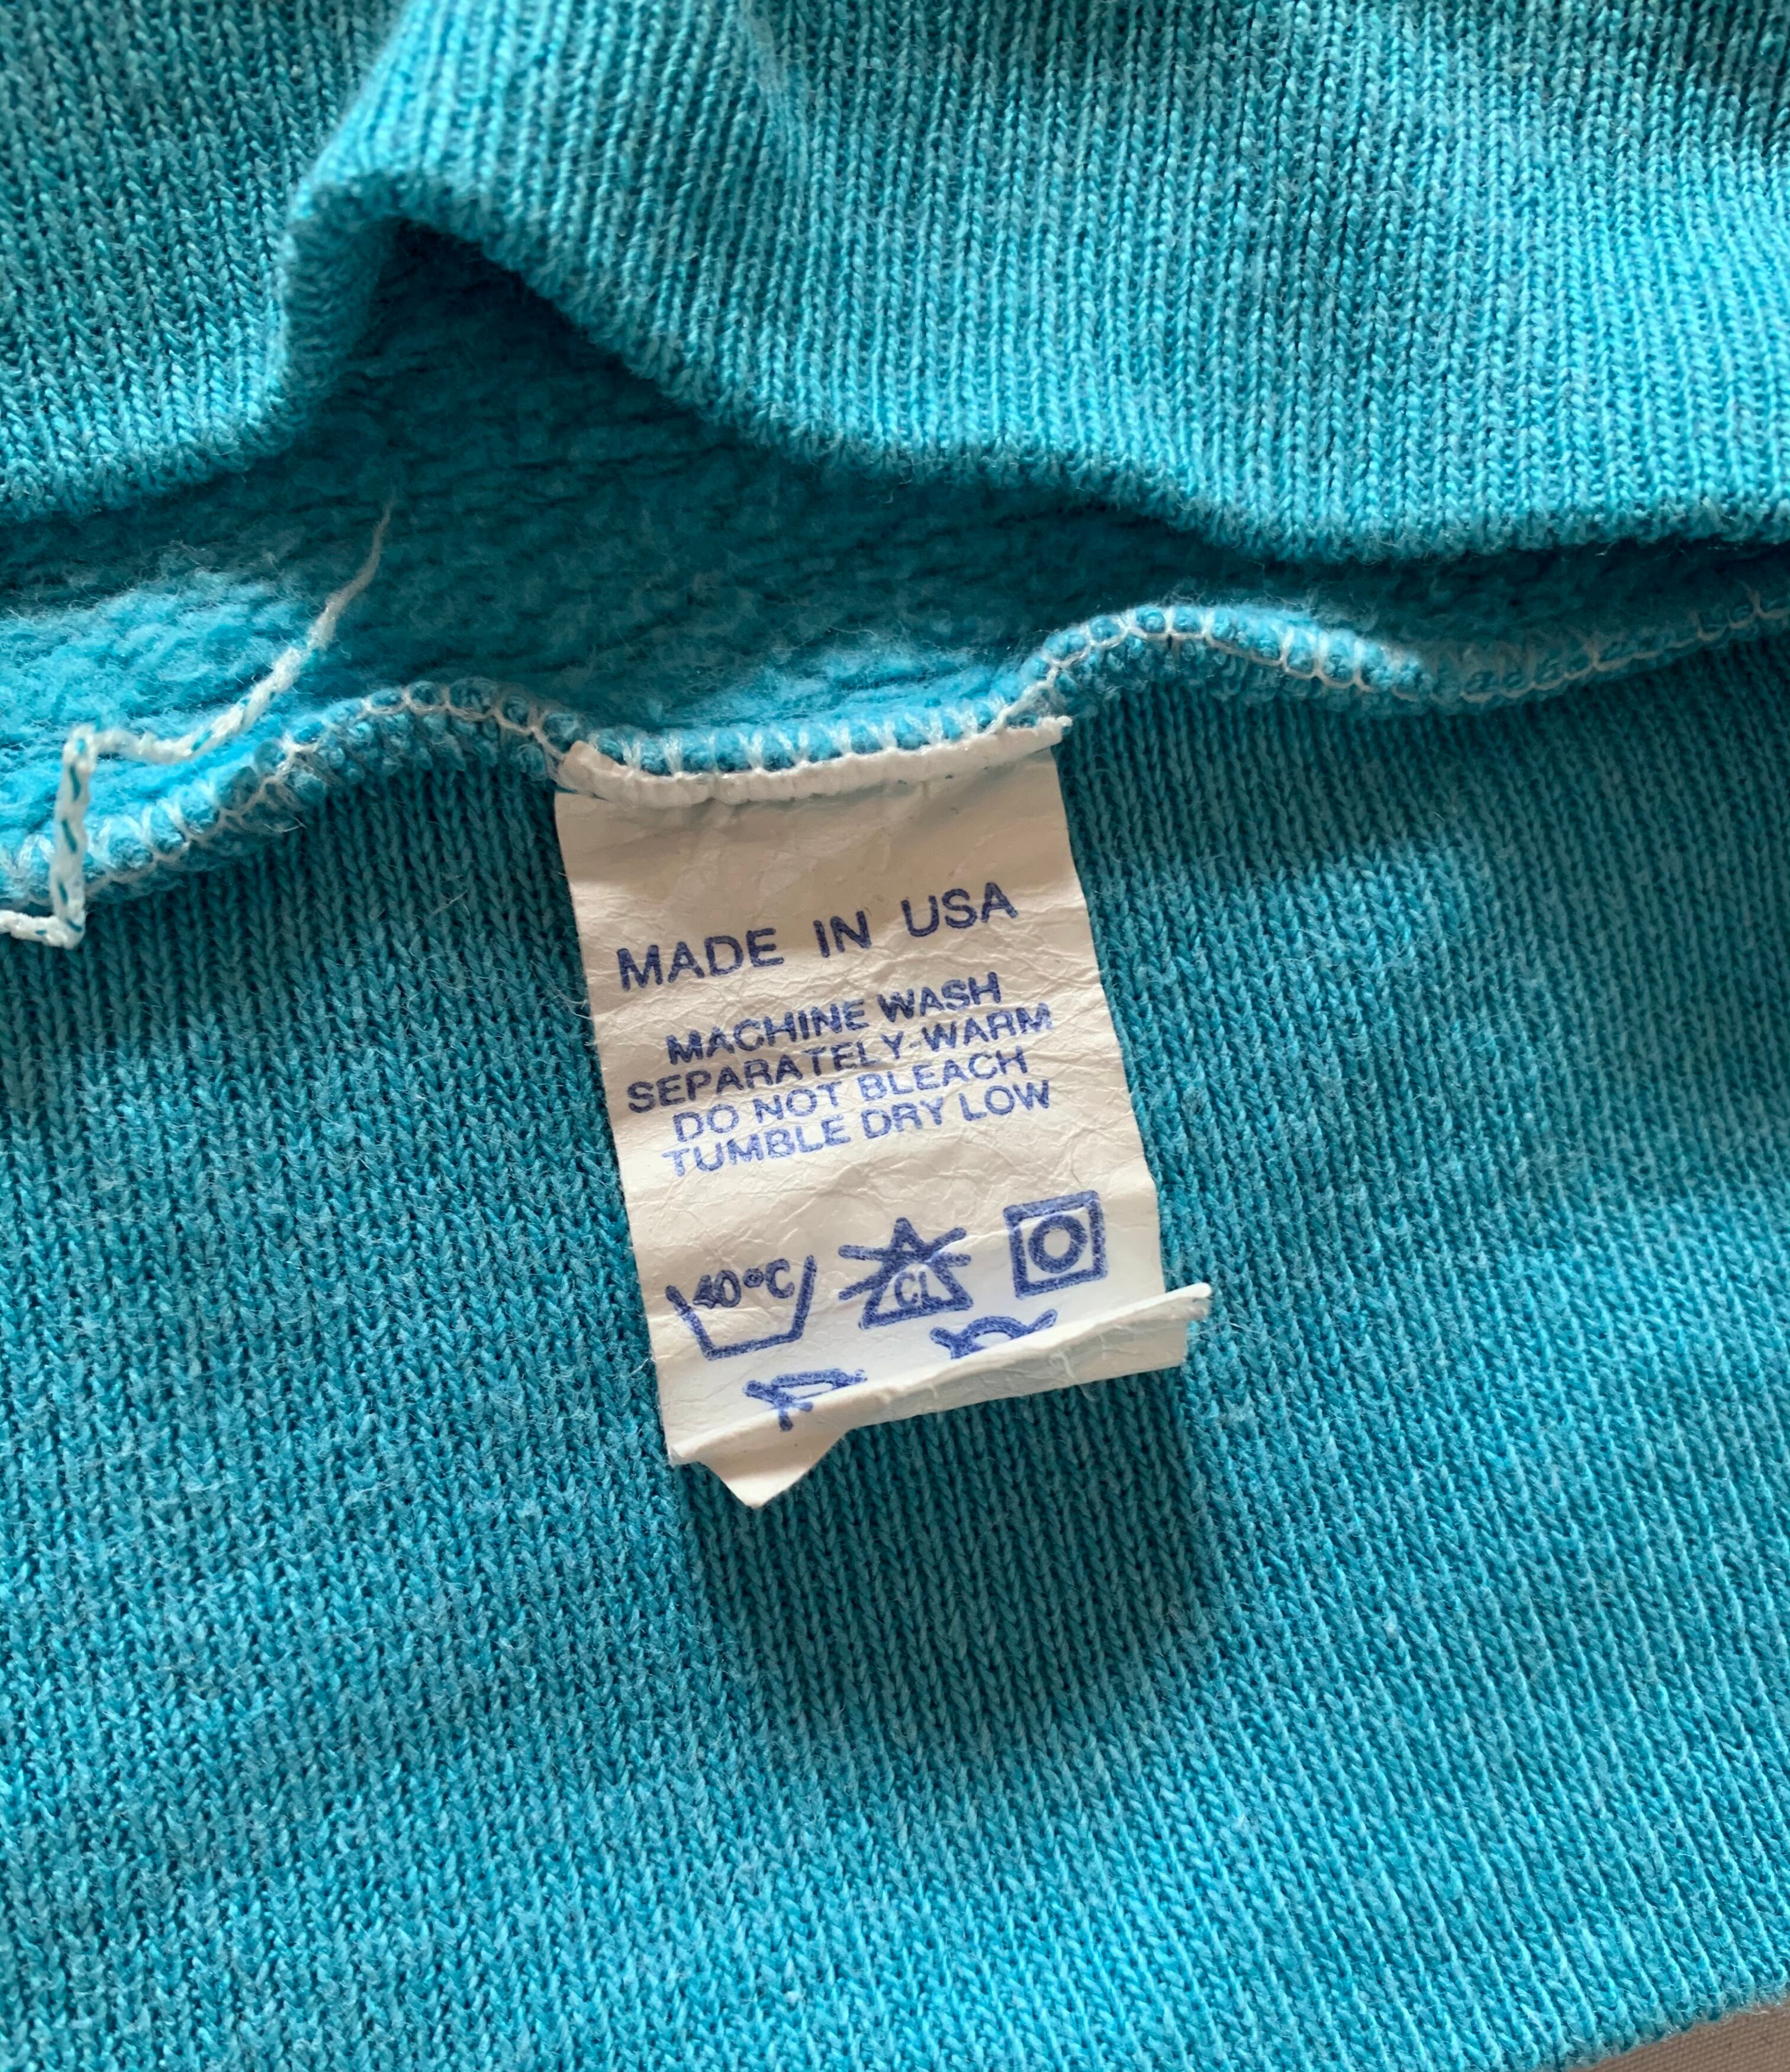 MADE IN USA
MACHINE WASH
SEPARATELY-WARM
DO NOT BLEACH
TUMBLE DRY LOW
40°C CL